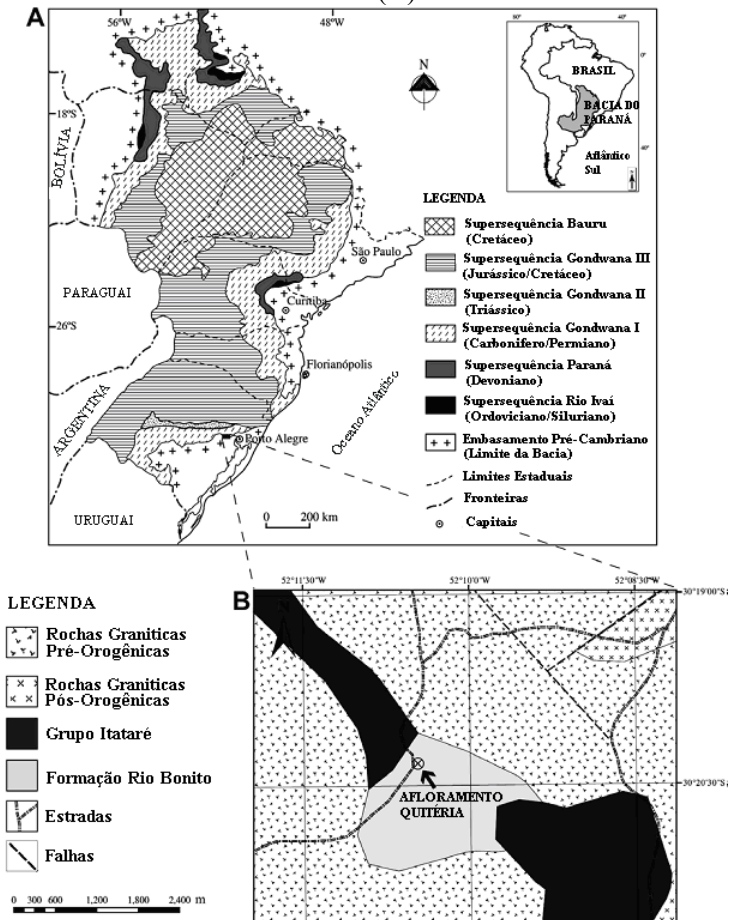 A
56°W
48°W
18°S
26°S
N
BOLÍVIA
PARAGUAI
ARGENTINA
URUGUAI
São Paulo
Curitiba
Florianópolis
Porto Alegre
Oceano Atlântico
0 200 km
BRASIL
BACIA DO
PARANÁ
Atlântico
Sul
LEGENDA
Supersequência Bauru
(Cretáceo)
Supersequência Gondwana III
(Jurássico/Cretáceo)
Supersequência Gondwana II
(Triássico)
Supersequência Gondwana I
(Carbonífero/Permiano)
Supersequência Paraná
(Devoniano)
Supersequência Rio Ivaí
(Ordoviciano/Siluriano)
Embasamento Pré-Cambriano
(Limite da Bacia)
Limites Estaduais
Fronteiras
Capitais
B
52°11'30"W
52°10'0"W
52°08'30"W
30°19'00"S
30°20'30"S
AFLORAMENTO
QUITÉRIA
LEGENDA
Rochas Graniticas
Pré-Orogênicas
Rochas Graniticas
Pós-Orogênicas
Grupo Itataré
Formação Rio Bonito
Estradas
Falhas
0 300 600 1,200 1,800 2,400 m